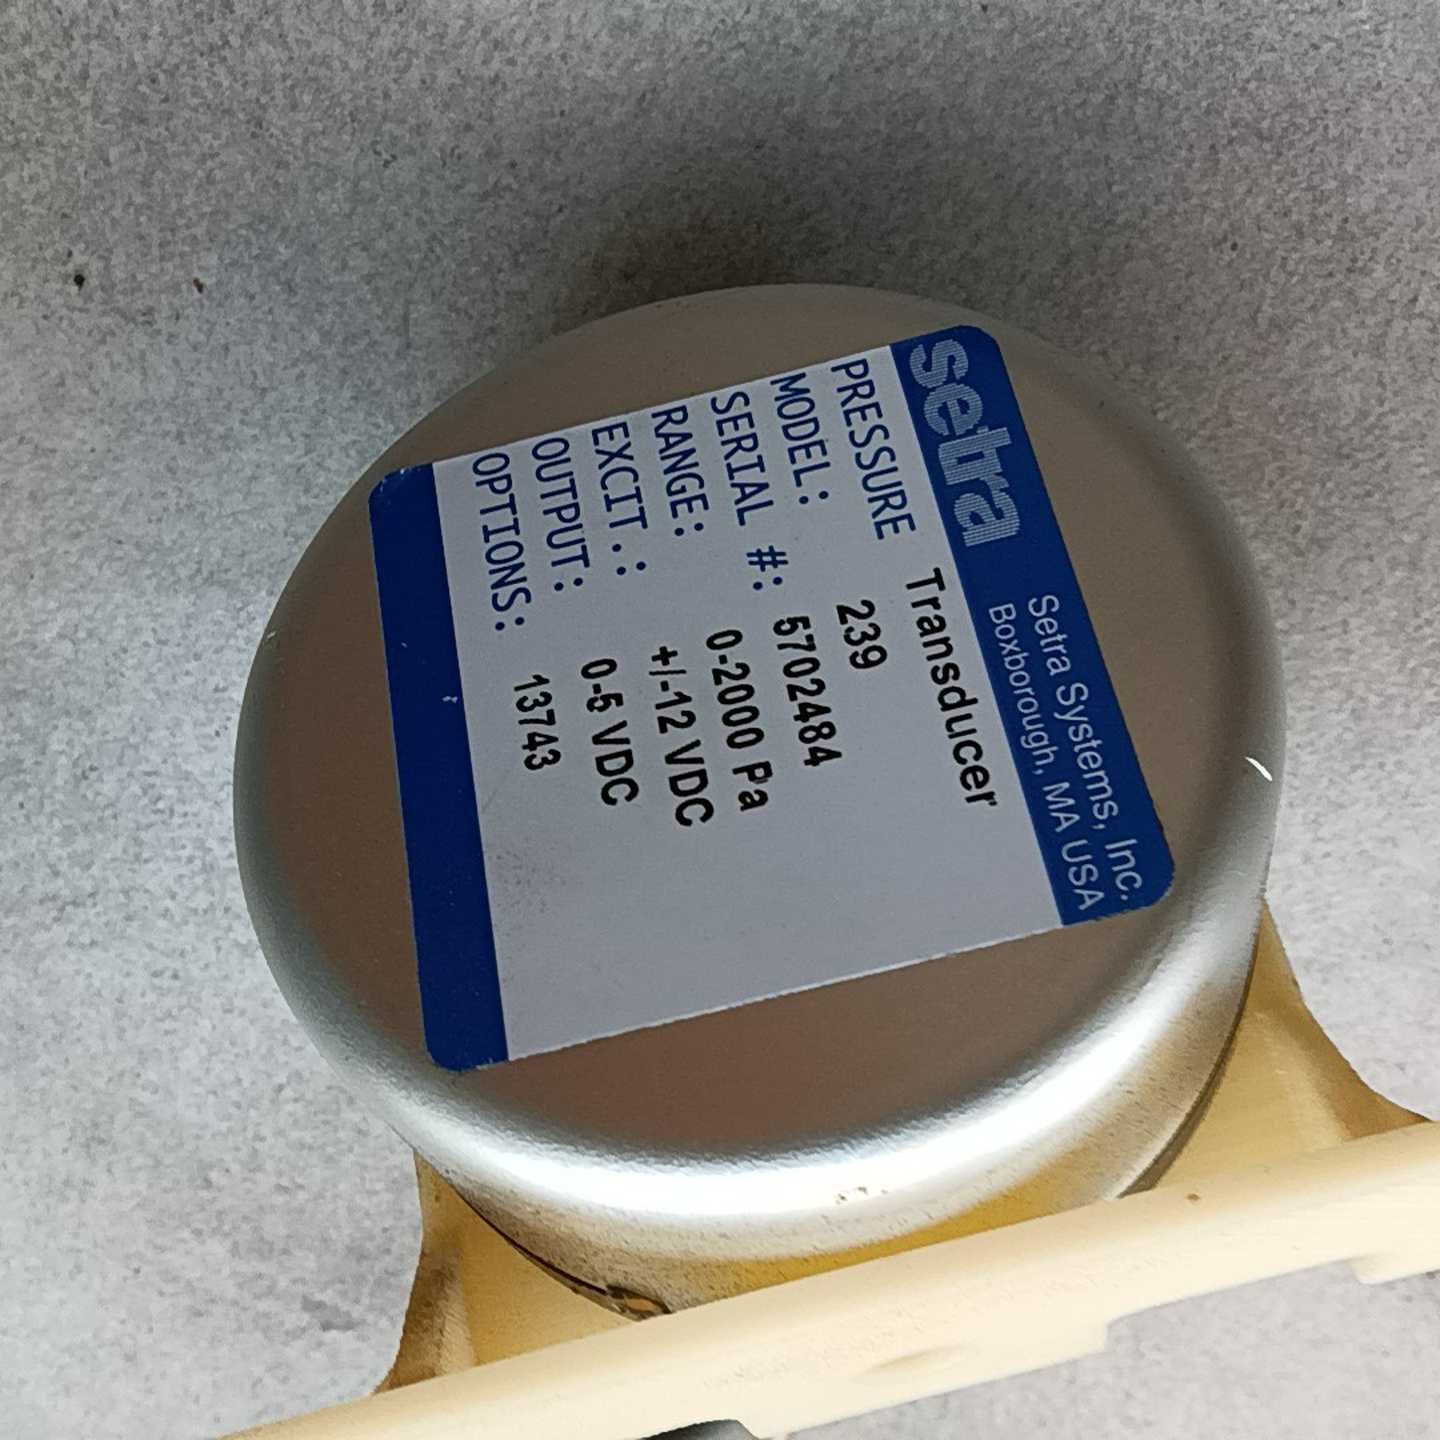 setra
Setra Systems, Inc.
Boxborough, MA USA
PRESSURE Transducer
MODEL: 239
SERIAL #: 5702484
RANGE: 0-2000 Pa
EXCIT.: +/-12 VDC
OUTPUT: 0-5 VDC
OPTIONS: 13743